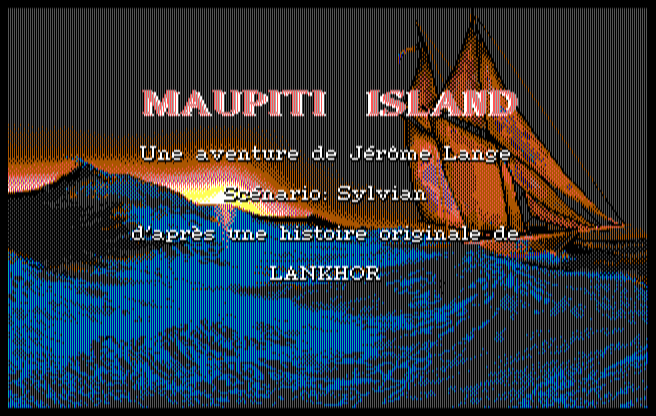 MAUPITI ISLAND
Une aventure de Jérôme Lange
Scénario: Sylvian
d'après une histoire originale de
LANKHOR